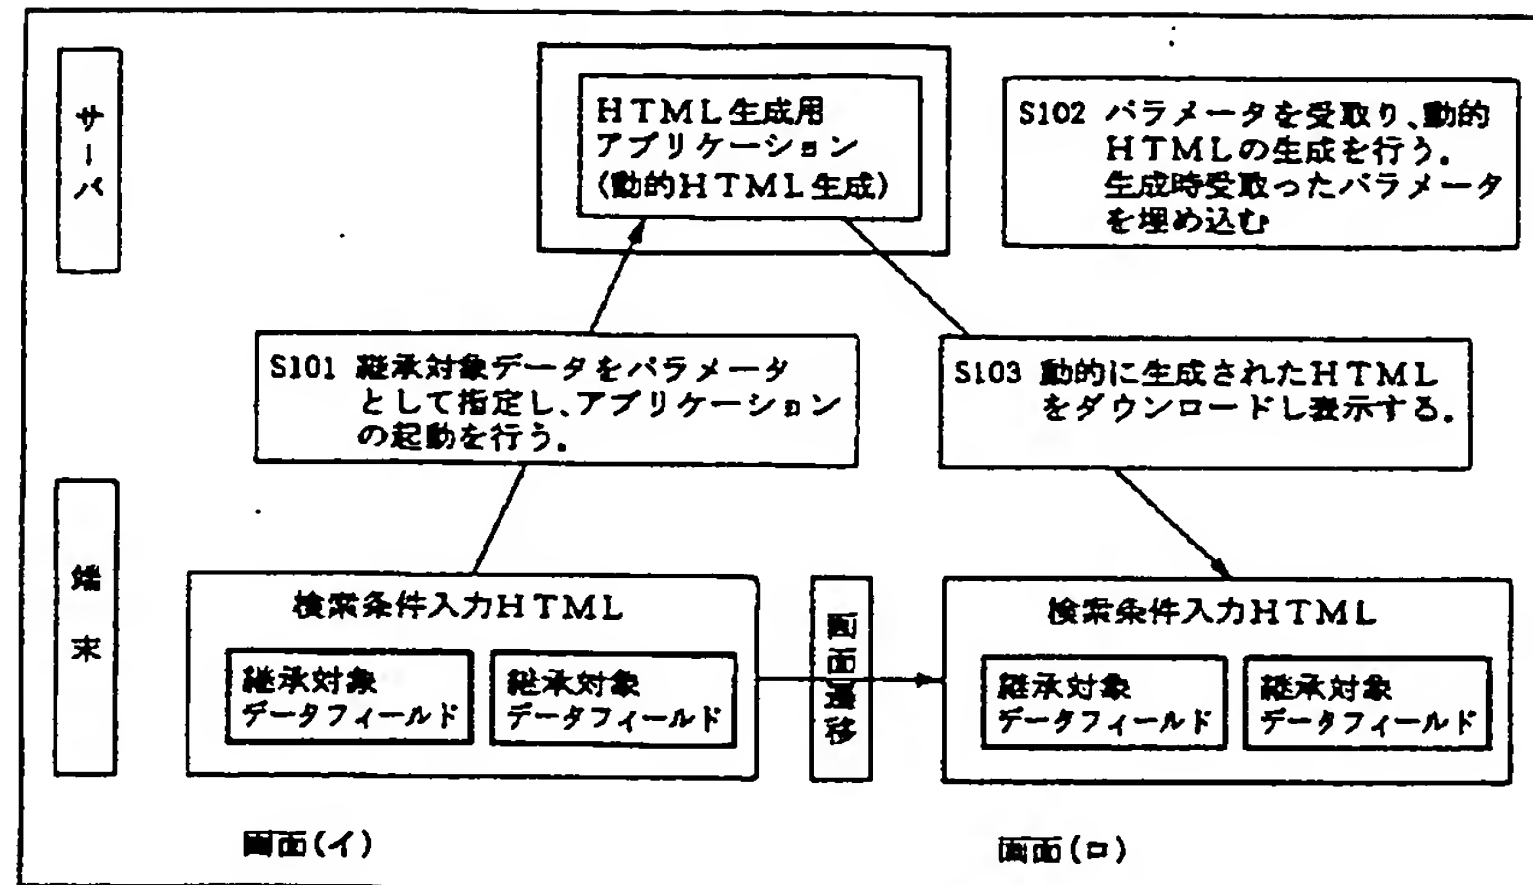 サーバ
HTML生成用
アプリケーション
(動的HTML生成)
S102 パラメータを受取り、動的
HTMLの生成を行う。
生成時受取ったパラメータ
を埋め込む
S101 継承対象データをパラメータ
として指定し、アプリケーション
の起動を行う。
S103 動的に生成されたHTML
をダウンロードし表示する。
端末
検索条件入力HTML
継承対象
データフィールド
継承対象
データフィールド
画面遷移
検索条件入力HTML
継承対象
データフィールド
継承対象
データフィールド
画面(イ)
画面(ロ)